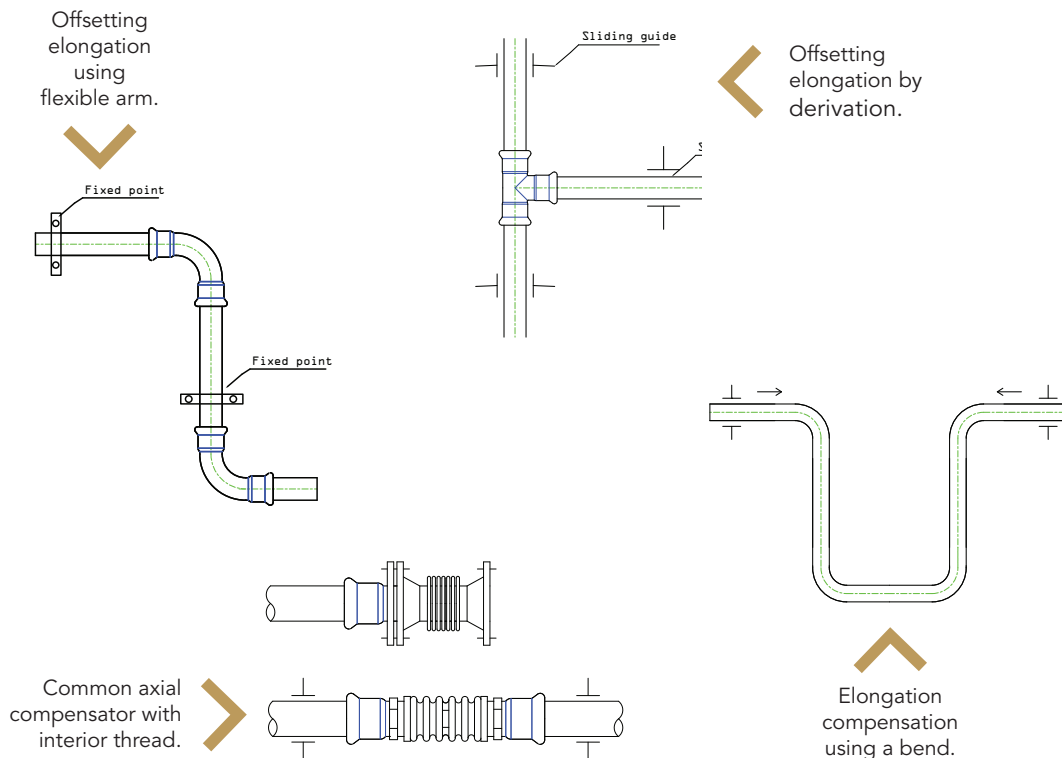 Offsetting
elongation
using
flexible arm.
Sliding guide
Offsetting
elongation by
derivation.
Fixed point
Fixed point
Common axial
compensator with
interior thread.
Elongation
compensation
using a bend.